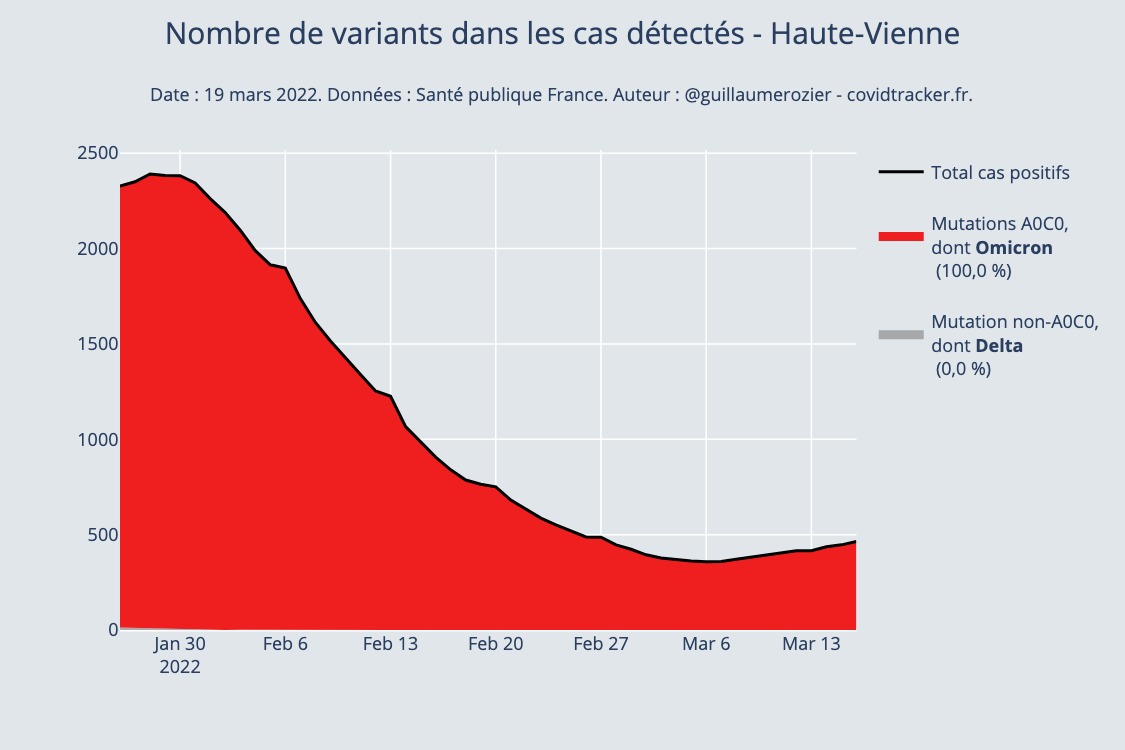 Nombre de variants dans les cas détectés - Haute-Vienne
Date : 19 mars 2022. Données : Santé publique France. Auteur : @guillaumerozier - covidtracker.fr.
2500
2000
1500
1000
500
0
Jan 30
2022
Feb 6
Feb 13
Feb 20
Feb 27
Mar 6
Mar 13
Total cas positifs
Mutations A0C0,
dont Omicron
(100,0 %)
Mutation non-A0C0,
dont Delta
(0,0 %)